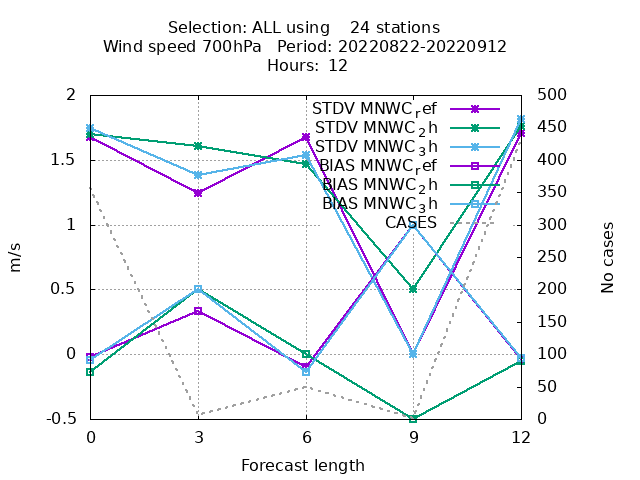 Selection: ALL using    24 stations
Wind speed 700hPa   Period: 20220822-20220912
Hours:  12
STDV MNWC_ref
STDV MNWC_2h
STDV MNWC_3h
BIAS MNWC_ref
BIAS MNWC_2h
BIAS MNWC_3h
CASES
m/s
2
1.5
1
0.5
0
-0.5
500
450
400
350
300
250
200
150
100
50
0
No cases
0 3 6 9 12
Forecast length